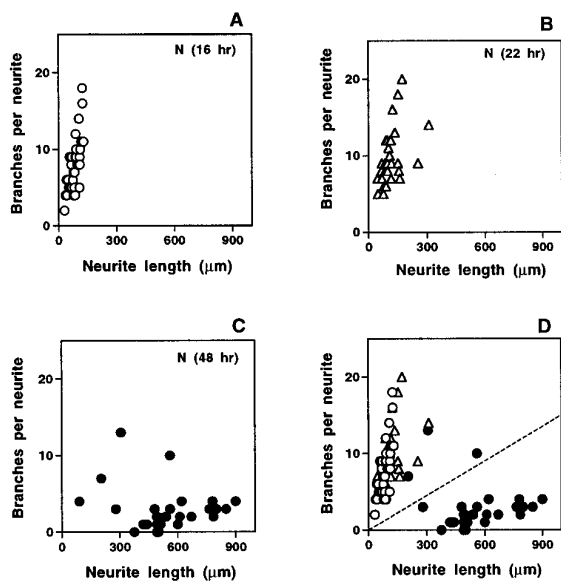 A
N (16 hr)
Branches per neurite
20
10
0
0 300 600 900
Neurite length (μm)
B
N (22 hr)
Branches per neurite
20
10
0
0 300 600 900
Neurite length (μm)
C
N (48 hr)
Branches per neurite
20
10
0
0 300 600 900
Neurite length (μm)
D
Branches per neurite
20
10
0
0 300 600 900
Neurite length (μm)